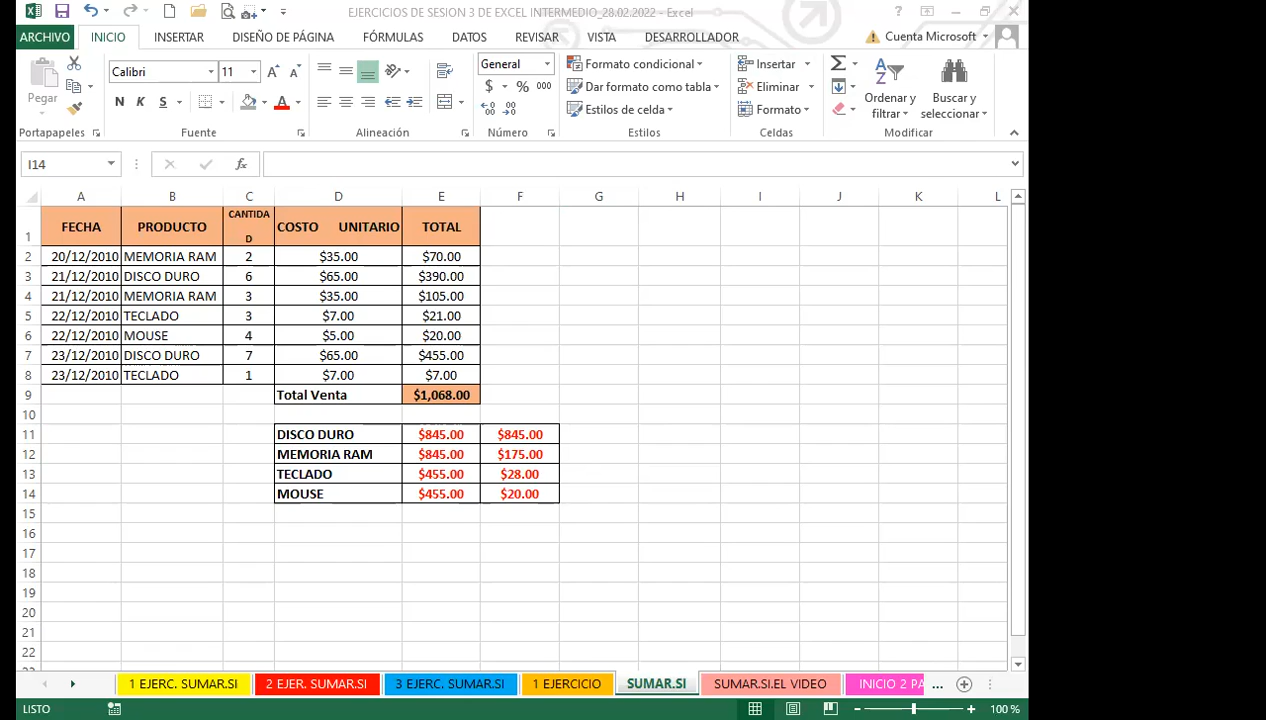 EJERCICIOS DE SESION 3 DE EXCEL INTERMEDIO_28.02.2022 - Excel
ARCHIVO INICIO INSERTAR DISEÑO DE PÁGINA FÓRMULAS DATOS REVISAR VISTA DESARROLLADOR Cuenta Microsoft
Calibri 11 General Formato condicional Insertar
Pegar Dar formato como tabla Eliminar Ordenar y Buscar y
N K S $ % 000 Estilos de celda Formato filtrar seleccionar
Portapapeles Fuente Alineación Número Estilos Celdas Modificar
I14 fx
A B C D E F G H I J K L
1 FECHA PRODUCTO CANTIDA D COSTO UNITARIO TOTAL
2 20/12/2010 MEMORIA RAM 2 $35.00 $70.00
3 21/12/2010 DISCO DURO 6 $65.00 $390.00
4 21/12/2010 MEMORIA RAM 3 $35.00 $105.00
5 22/12/2010 TECLADO 3 $7.00 $21.00
6 22/12/2010 MOUSE 4 $5.00 $20.00
7 23/12/2010 DISCO DURO 7 $65.00 $455.00
8 23/12/2010 TECLADO 1 $7.00 $7.00
9 Total Venta $1,068.00
10
11 DISCO DURO $845.00 $845.00
12 MEMORIA RAM $845.00 $175.00
13 TECLADO $455.00 $28.00
14 MOUSE $455.00 $20.00
15
16
17
18
19
20
21
22
1 EJERC. SUMAR.SI 2 EJER. SUMAR.SI 3 EJERC. SUMAR.SI 1 EJERCICIO SUMAR.SI SUMAR.SI.EL VIDEO INICIO 2 PA ...
LISTO 100 %